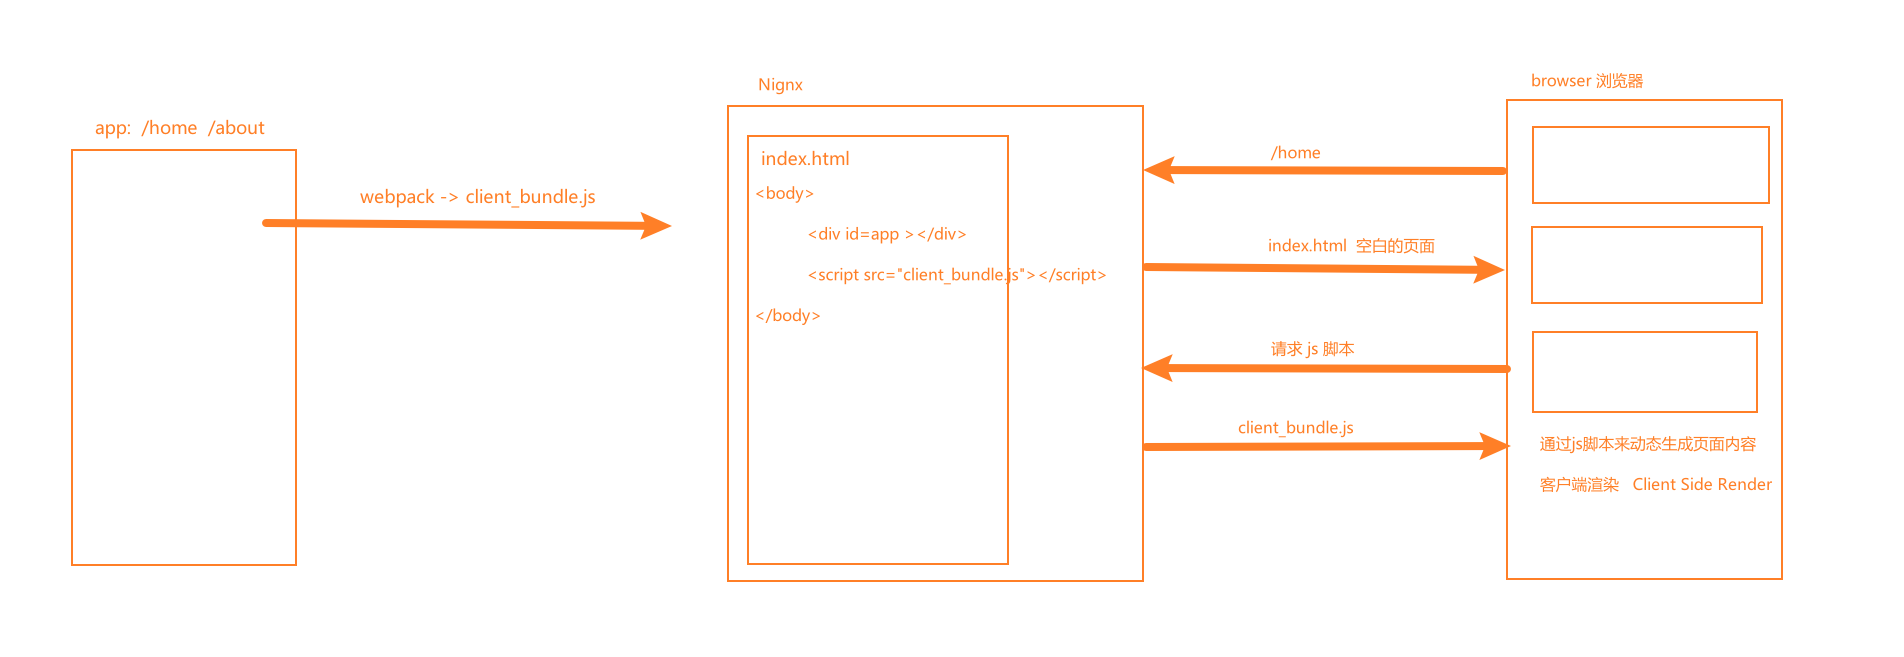 app: /home /about
webpack -> client_bundle.js
Nignx
index.html
<body>
<div id=app ></div>
<script src="client_bundle.js"></script>
</body>
/home
index.html 空白的页面
请求 js 脚本
client_bundle.js
browser 浏览器
通过js脚本来动态生成页面内容
客户端渲染 Client Side Render